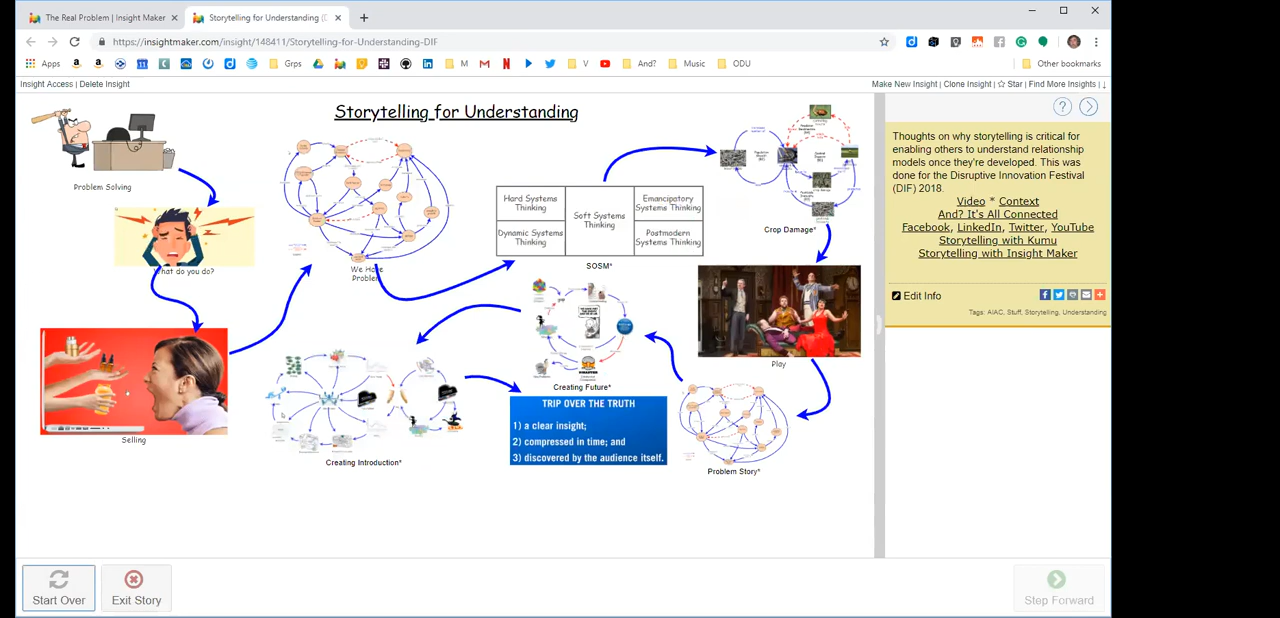 The Real Problem | Insight Maker
Storytelling for Understanding (D
https://insightmaker.com/insight/148411/Storytelling-for-Understanding-DIF
Apps
Grps
M
V
And?
Music
ODU
Other bookmarks
Insight Access | Delete Insight
Make New Insight | Clone Insight | Star | Find More Insights |
Storytelling for Understanding
Problem Solving
What do you do?
Selling
We Have
Problem
Hard Systems
Thinking
Soft Systems
Thinking
Emancipatory
Systems Thinking
Dynamic Systems
Thinking
Postmodern
Systems Thinking
SOSM*
Crop Damage*
Play
Problem Story*
Creating Future*
Creating Introduction*
TRIP OVER THE TRUTH
1) a clear insight;
2) compressed in time; and
3) discovered by the audience itself.
Thoughts on why storytelling is critical for
enabling others to understand relationship
models once they're developed. This was
done for the Disruptive Innovation Festival
(DIF) 2018.
Video * Context
And? It's All Connected
Facebook, LinkedIn, Twitter, YouTube
Storytelling with Kumu
Storytelling with Insight Maker
Edit Info
Tags: AIAC, Stuff, Storytelling, Understanding
Start Over
Exit Story
Step Forward